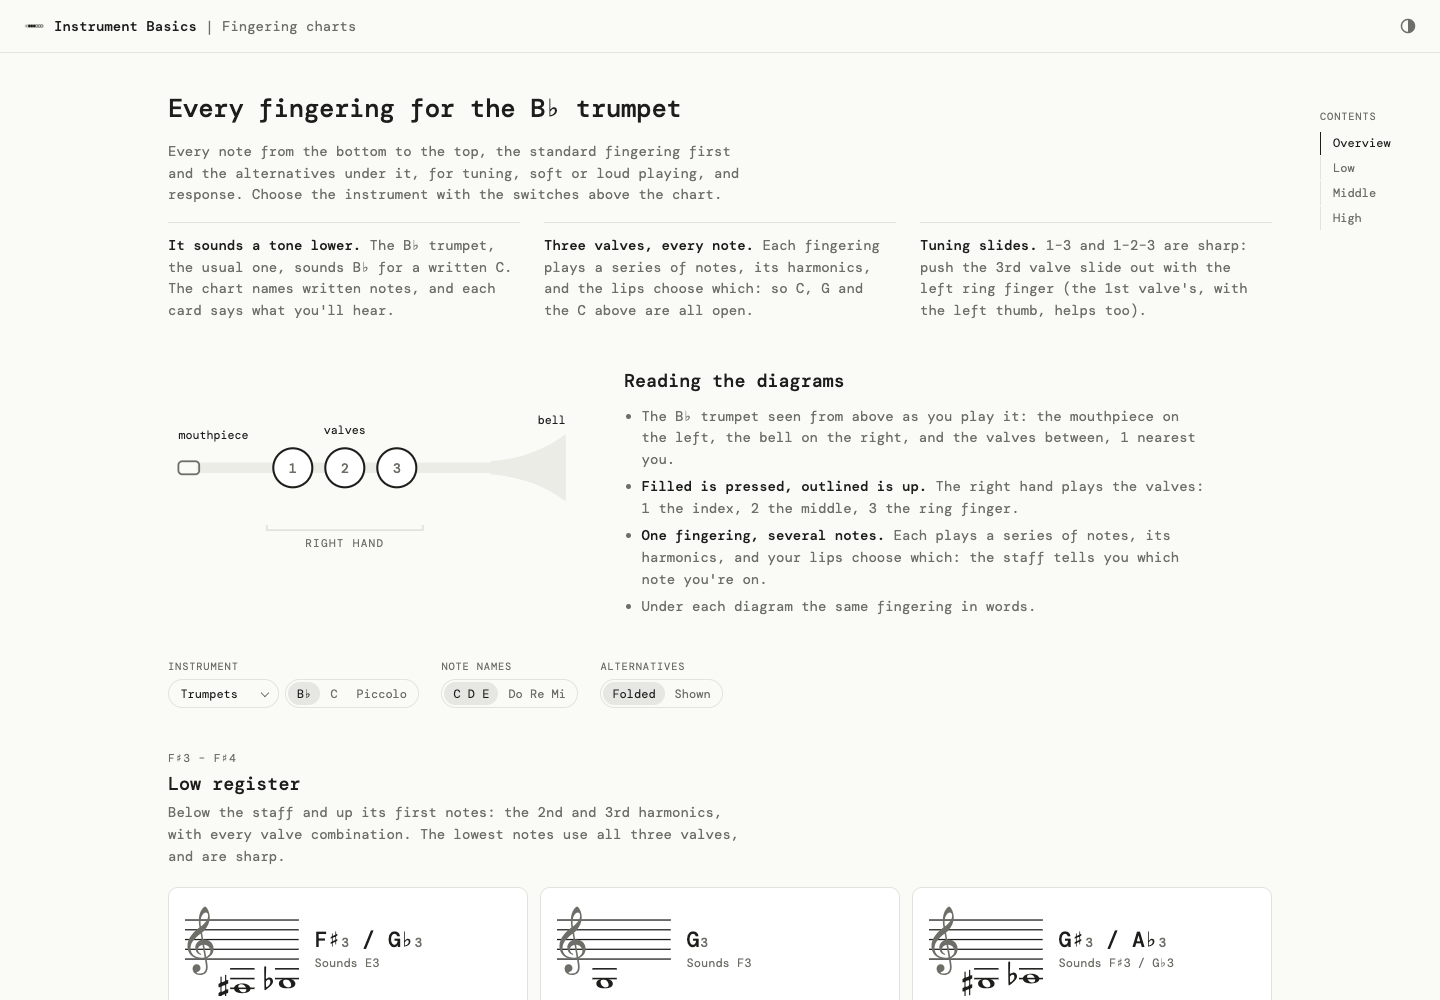 Instrument Basics | Fingering charts
Every fingering for the B♭ trumpet
Every note from the bottom to the top, the standard fingering first
and the alternatives under it, for tuning, soft or loud playing, and
response. Choose the instrument with the switches above the chart.
CONTENTS
Overview
Low
Middle
High
It sounds a tone lower. The B♭ trumpet,
the usual one, sounds B♭ for a written C.
The chart names written notes, and each
card says what you'll hear.
Three valves, every note. Each fingering
plays a series of notes, its harmonics,
and the lips choose which: so C, G and
the C above are all open.
Tuning slides. 1-3 and 1-2-3 are sharp:
push the 3rd valve slide out with the
left ring finger (the 1st valve's, with
the left thumb, helps too).
mouthpiece
valves
bell
1 2 3
RIGHT HAND
Reading the diagrams
• The B♭ trumpet seen from above as you play it: the mouthpiece on
the left, the bell on the right, and the valves between, 1 nearest
you.
• Filled is pressed, outlined is up. The right hand plays the valves:
1 the index, 2 the middle, 3 the ring finger.
• One fingering, several notes. Each plays a series of notes, its
harmonics, and your lips choose which: the staff tells you which
note you're on.
• Under each diagram the same fingering in words.
INSTRUMENT
Trumpets
B♭ C Piccolo
NOTE NAMES
C D E Do Re Mi
ALTERNATIVES
Folded Shown
F♯3 – F♯4
Low register
Below the staff and up its first notes: the 2nd and 3rd harmonics,
with every valve combination. The lowest notes use all three valves,
and are sharp.
F♯3 / G♭3
Sounds E3
G3
Sounds F3
G♯3 / A♭3
Sounds F♯3 / G♭3